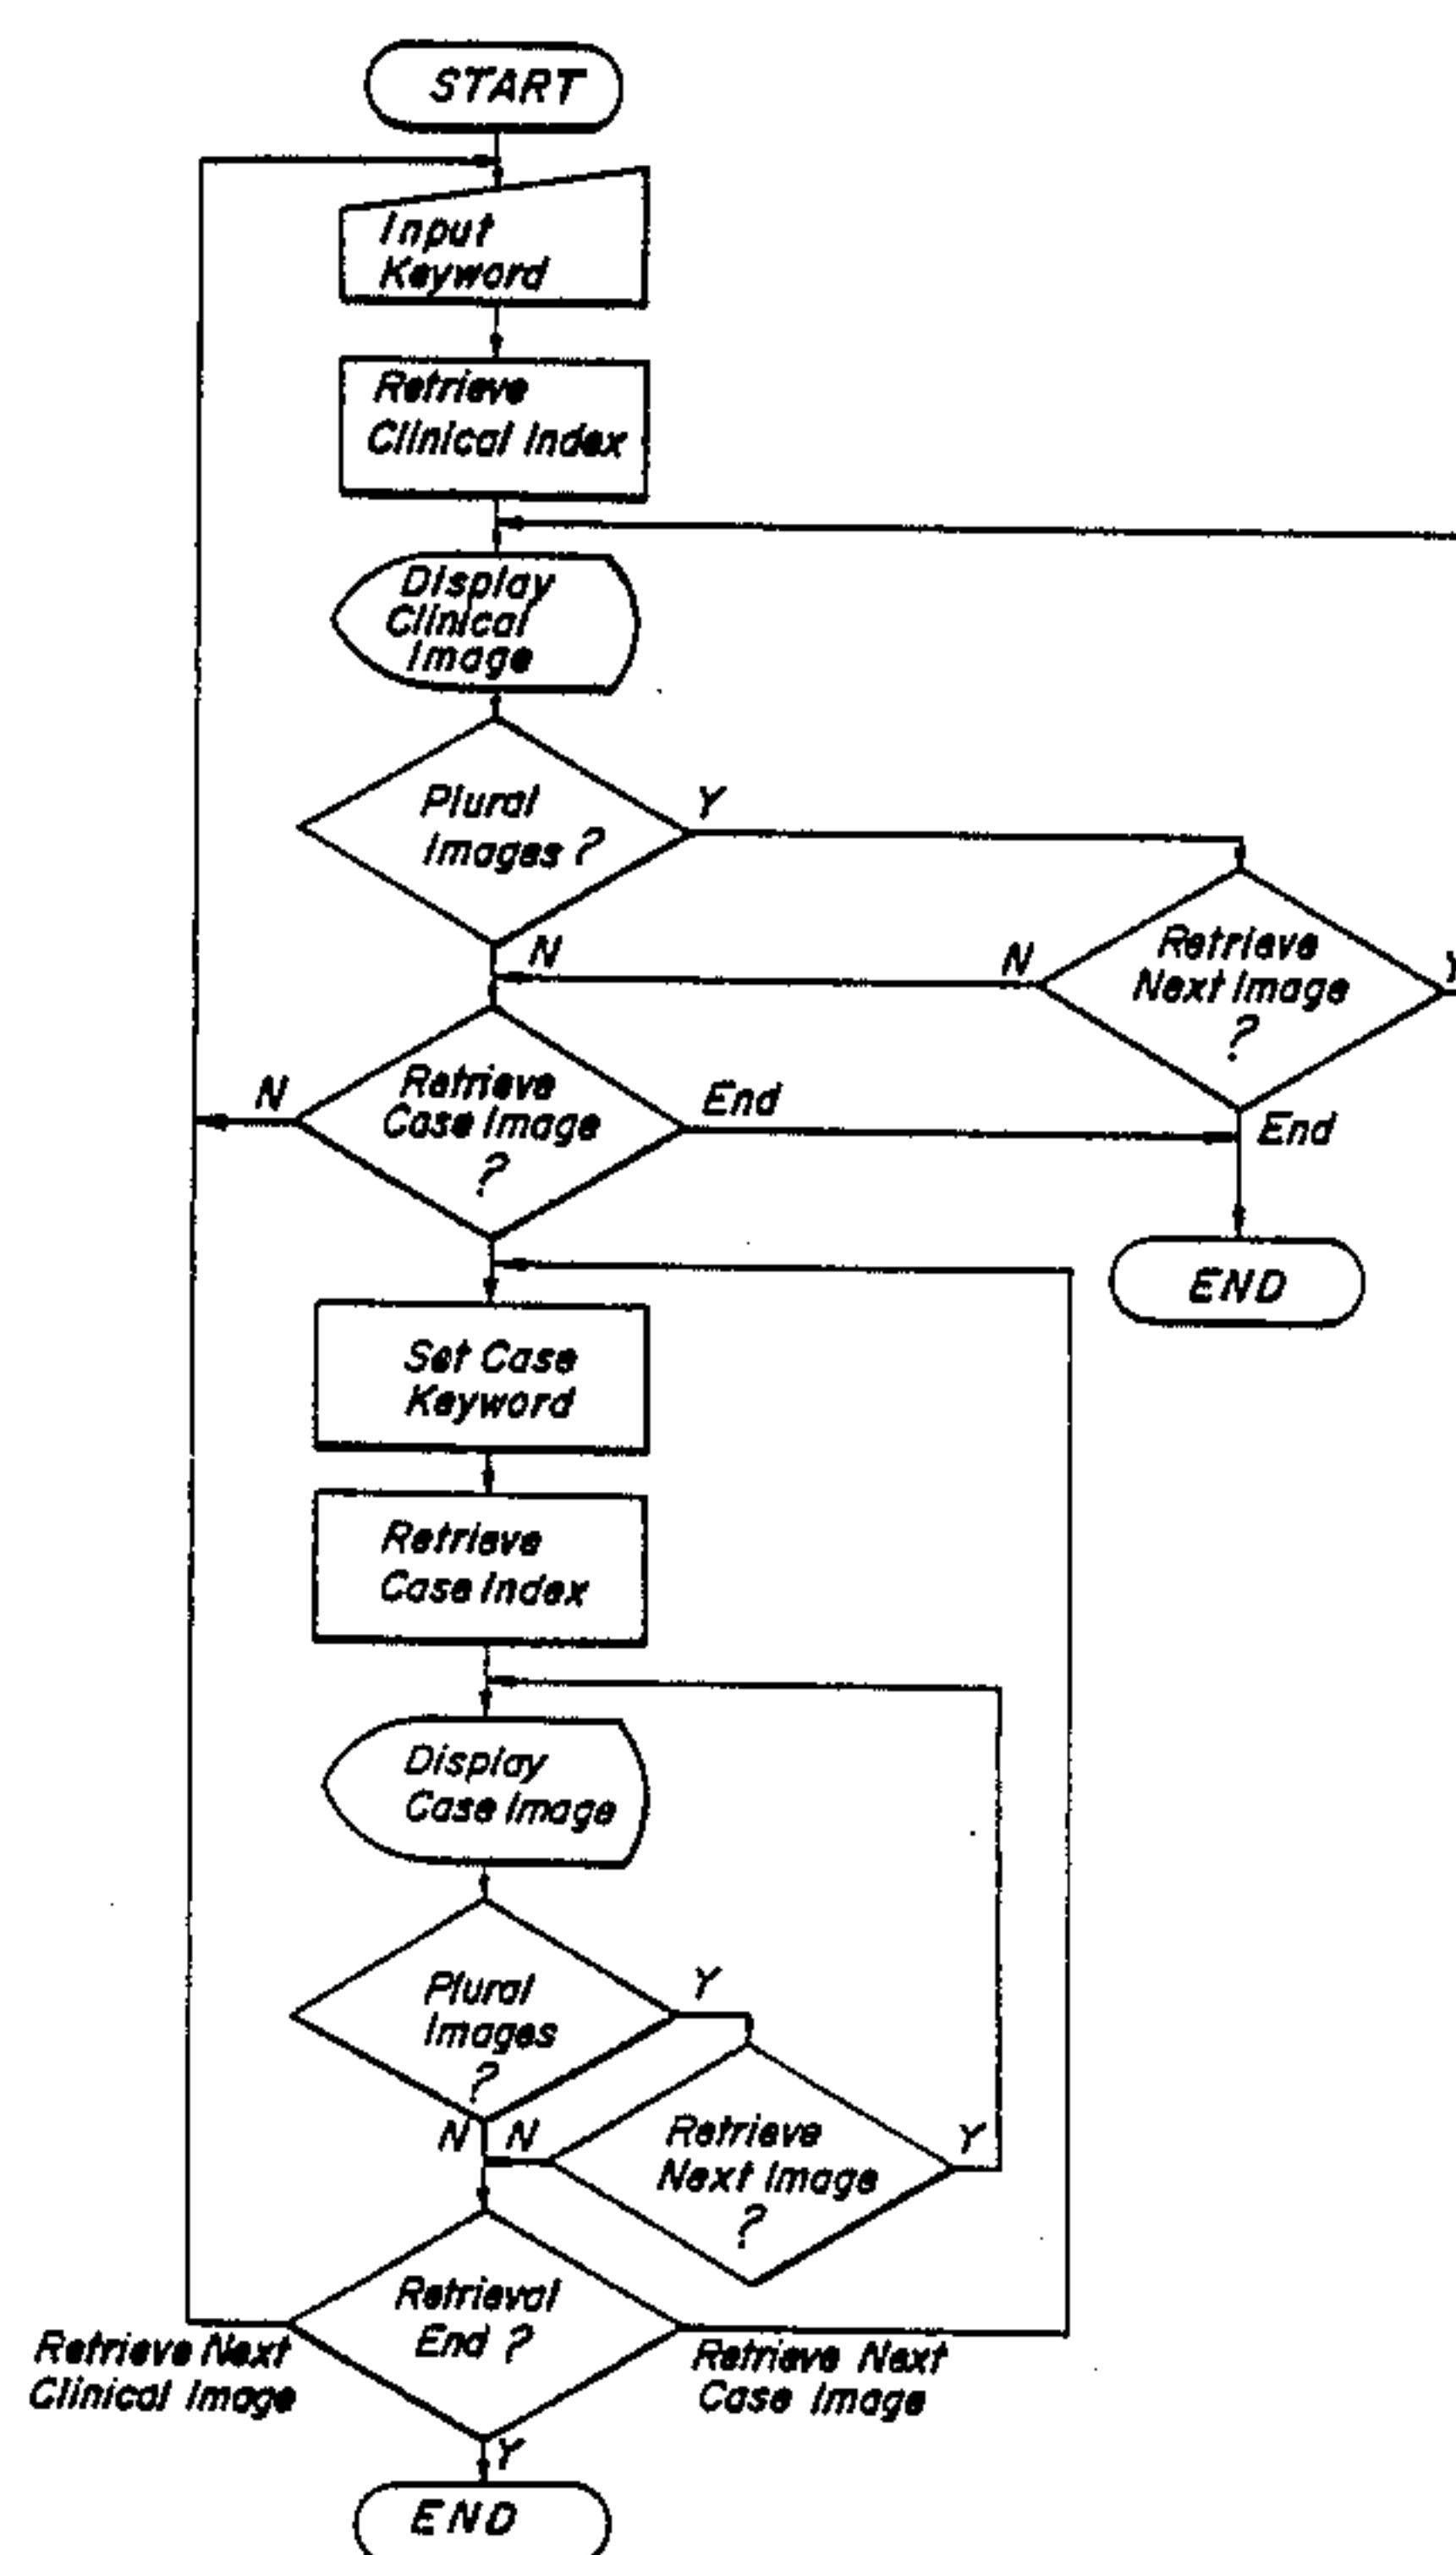 START
Input
Keyword
Retrieve
Clinical Index
Display
Clinical
Image
Plural
Images ?
Y
N
Retrieve
Next Image
?
N
Y
End
Retrieve
Case Image
?
N
End
END
Set Case
Keyword
Retrieve
Case Index
Display
Case Image
Plural
Images
?
Y
N
N
Retrieve
Next Image
?
Y
Retrieval
End ?
Retrieve Next
Clinical Image
Retrieve Next
Case Image
Y
END